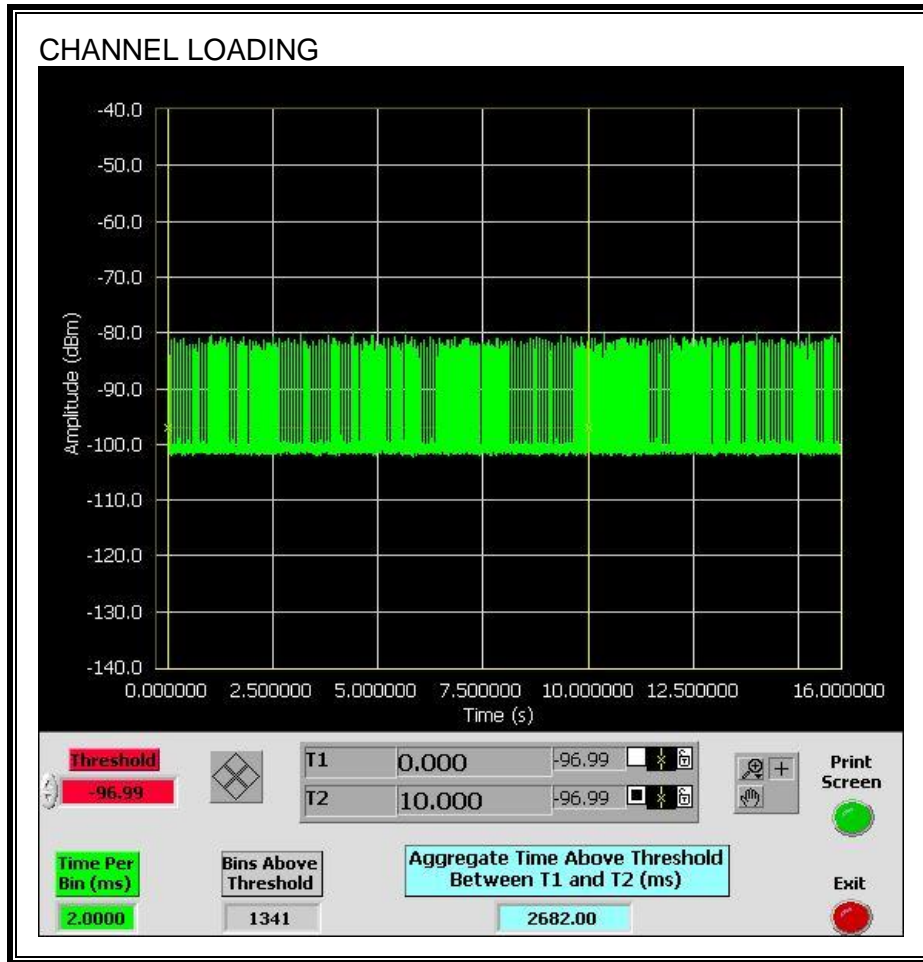 CHANNEL LOADING
-40.0
-50.0
-60.0
-70.0
-80.0
-90.0
-100.0
-110.0
-120.0
-130.0
-140.0
Amplitude (dBm)
0.000000 2.500000 5.000000 7.500000 10.000000 12.500000 16.000000
Time (s)
Threshold
-96.99
T1 0.000 -96.99
T2 10.000 -96.99
Print
Screen
Time Per
Bin (ms)
2.0000
Bins Above
Threshold
1341
Aggregate Time Above Threshold
Between T1 and T2 (ms)
2682.00
Exit